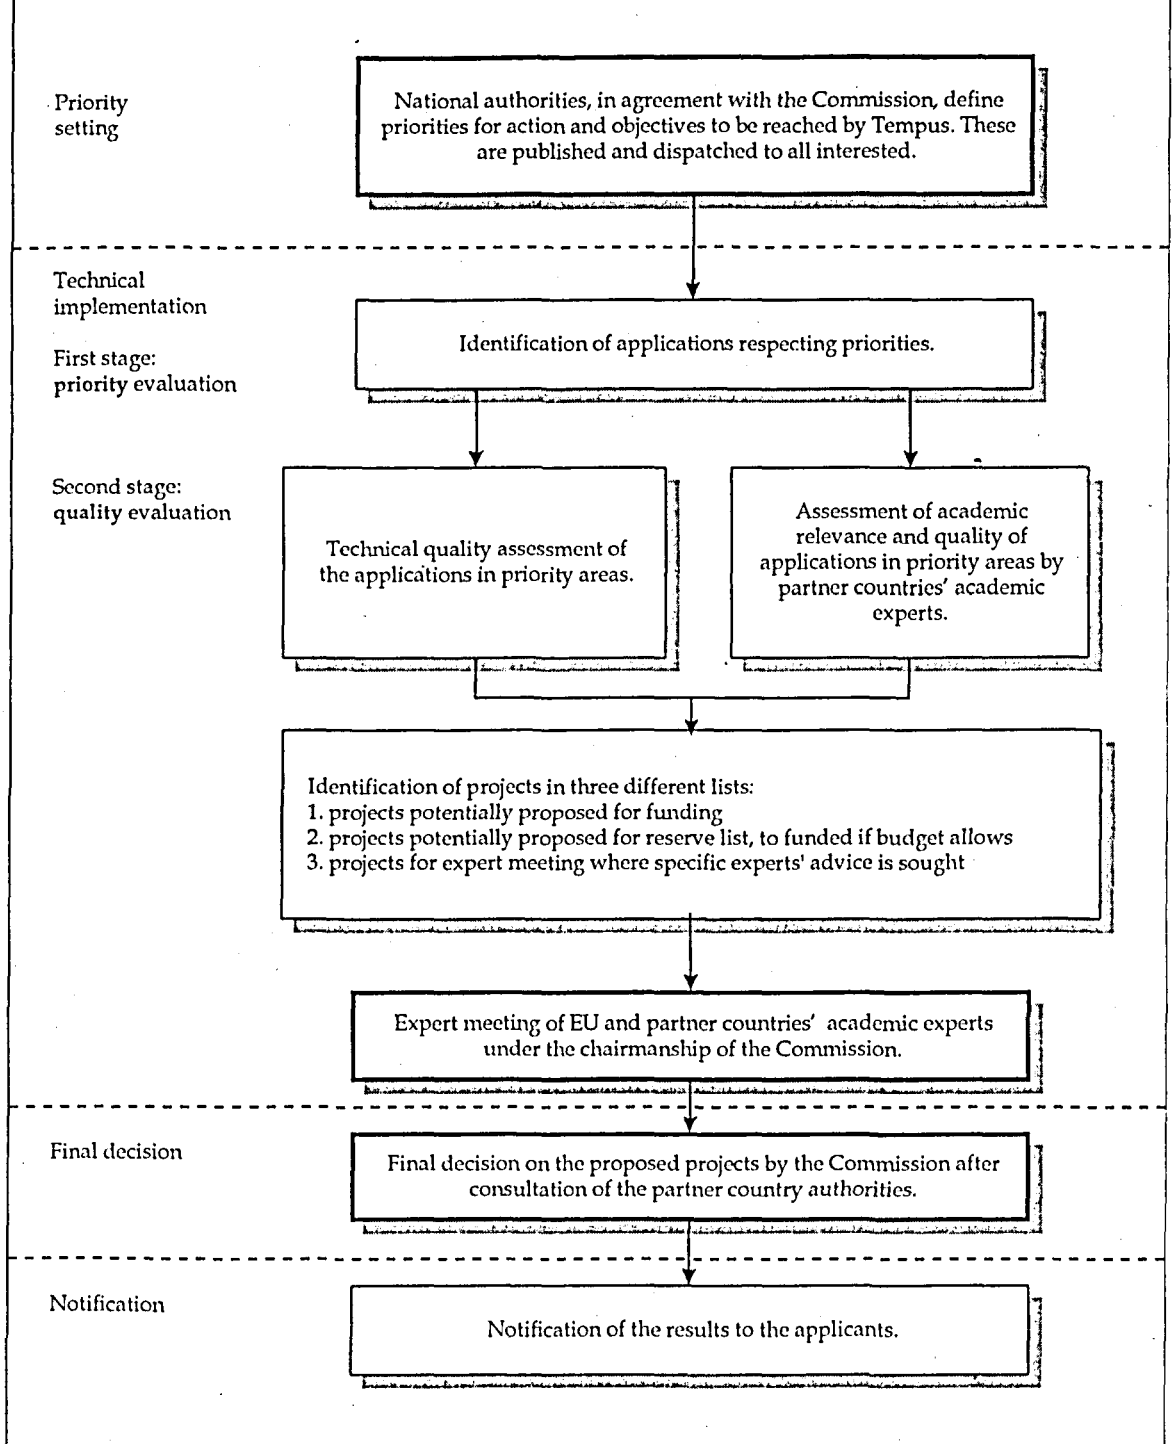 Priority
setting
National authorities, in agreement with the Commission, define
priorities for action and objectives to be reached by Tempus. These
are published and dispatched to all interested.
Technical
implementation
First stage:
priority evaluation
Identification of applications respecting priorities.
Second stage:
quality evaluation
Technical quality assessment of
the applications in priority areas.
Assessment of academic
relevance and quality of
applications in priority areas by
partner countries' academic
experts.
Identification of projects in three different lists:
1. projects potentially proposed for funding
2. projects potentially proposed for reserve list, to funded if budget allows
3. projects for expert meeting where specific experts' advice is sought
Expert meeting of EU and partner countries' academic experts
under the chairmanship of the Commission.
Final decision
Final decision on the proposed projects by the Commission after
consultation of the partner country authorities.
Notification
Notification of the results to the applicants.